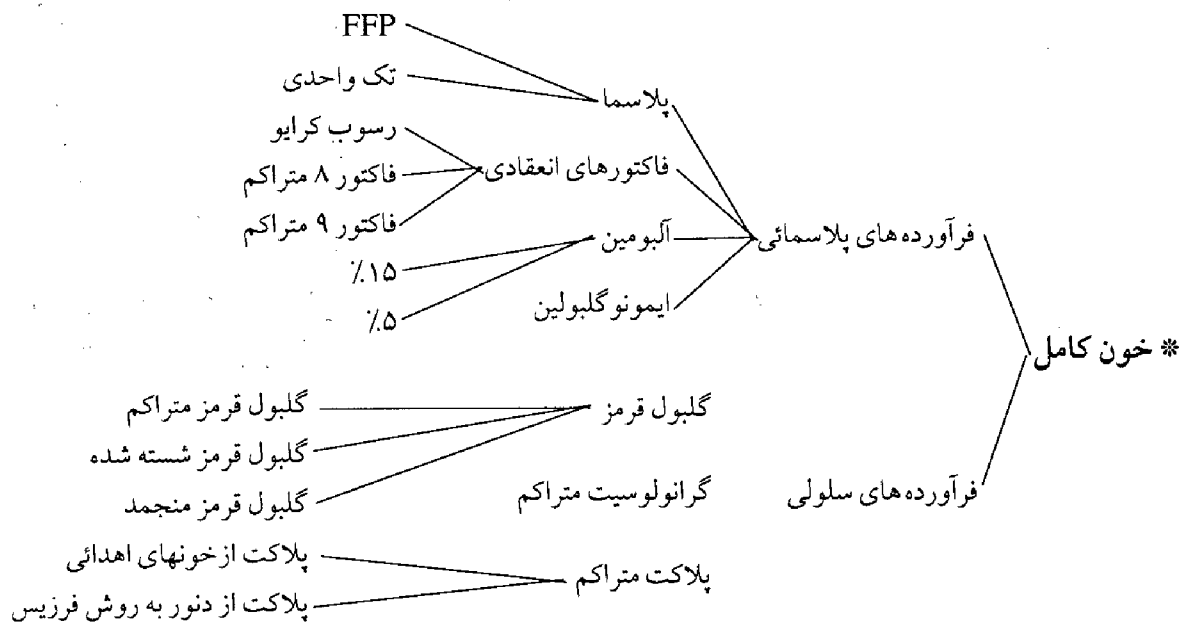 * خون کامل
فرآورده های پلاسمائی
پلاسما
FFP
تک واحدی
فاکتورهای انعقادی
رسوب کرایو
فاکتور ۸ متراکم
فاکتور ۹ متراکم
آلبومین
٪۱۵
٪۵
ایمونوگلبولین
فرآورده های سلولی
گلبول قرمز
گلبول قرمز متراکم
گلبول قرمز شسته شده
گلبول قرمز منجمد
گرانولوسیت متراکم
پلاکت متراکم
پلاکت از خونهای اهدائی
پلاکت از دنور به روش فرزیس